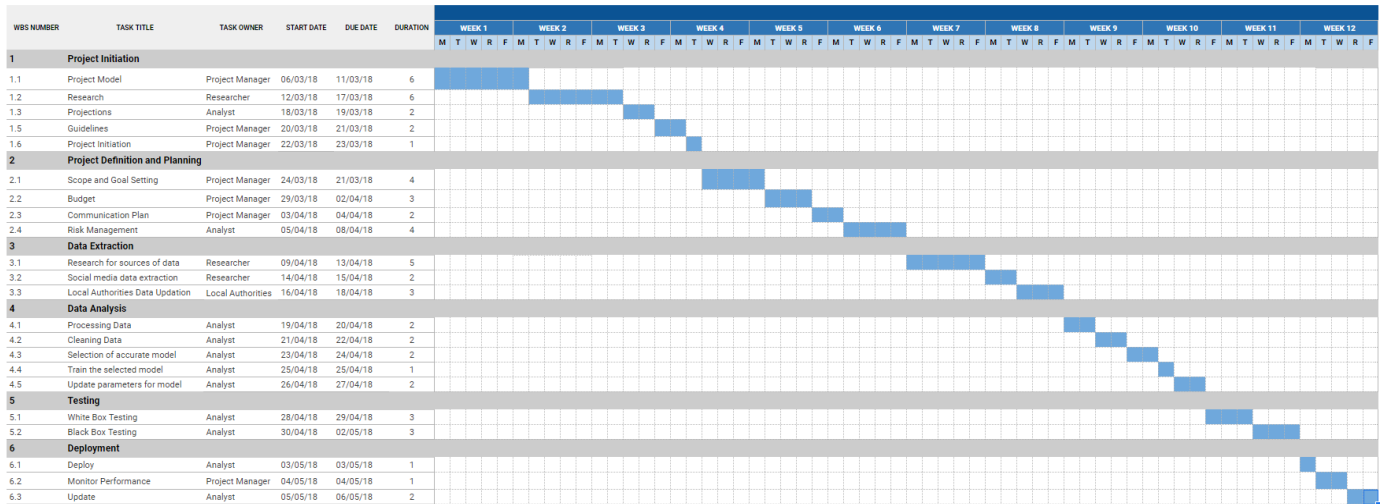 WBS NUMBER TASK TITLE TASK OWNER START DATE DUE DATE DURATION WEEK 1 WEEK 2 WEEK 3 WEEK 4 WEEK 5 WEEK 6 WEEK 7 WEEK 8 WEEK 9 WEEK 10 WEEK 11 WEEK 12
M T W R F M T W R F M T W R F M T W R F M T W R F M T W R F M T W R F M T W R F M T W R F M T W R F M T W R F M T W R F
1 Project Initiation
1.1 Project Model Project Manager 06/03/18 11/03/18 6
1.2 Research Researcher 12/03/18 17/03/18 6
1.3 Projections Analyst 18/03/18 19/03/18 2
1.5 Guidelines Project Manager 20/03/18 21/03/18 2
1.6 Project Initiation Project Manager 22/03/18 23/03/18 1
2 Project Definition and Planning
2.1 Scope and Goal Setting Project Manager 24/03/18 21/03/18 4
2.2 Budget Project Manager 29/03/18 02/04/18 3
2.3 Communication Plan Project Manager 03/04/18 04/04/18 2
2.4 Risk Management Analyst 05/04/18 08/04/18 4
3 Data Extraction
3.1 Research for sources of data Researcher 09/04/18 13/04/18 5
3.2 Social media data extraction Researcher 14/04/18 15/04/18 2
3.3 Local Authorities Data Updation Local Authorities 16/04/18 18/04/18 3
4 Data Analysis
4.1 Processing Data Analyst 19/04/18 20/04/18 2
4.2 Cleaning Data Analyst 21/04/18 22/04/18 2
4.3 Selection of accurate model Analyst 23/04/18 24/04/18 2
4.4 Train the selected model Analyst 25/04/18 25/04/18 1
4.5 Update parameters for model Analyst 26/04/18 27/04/18 2
5 Testing
5.1 White Box Testing Analyst 28/04/18 29/04/18 3
5.2 Black Box Testing Analyst 30/04/18 02/05/18 3
6 Deployment
6.1 Deploy Analyst 03/05/18 03/05/18 1
6.2 Monitor Performance Project Manager 04/05/18 04/05/18 1
6.3 Update Analyst 05/05/18 06/05/18 2